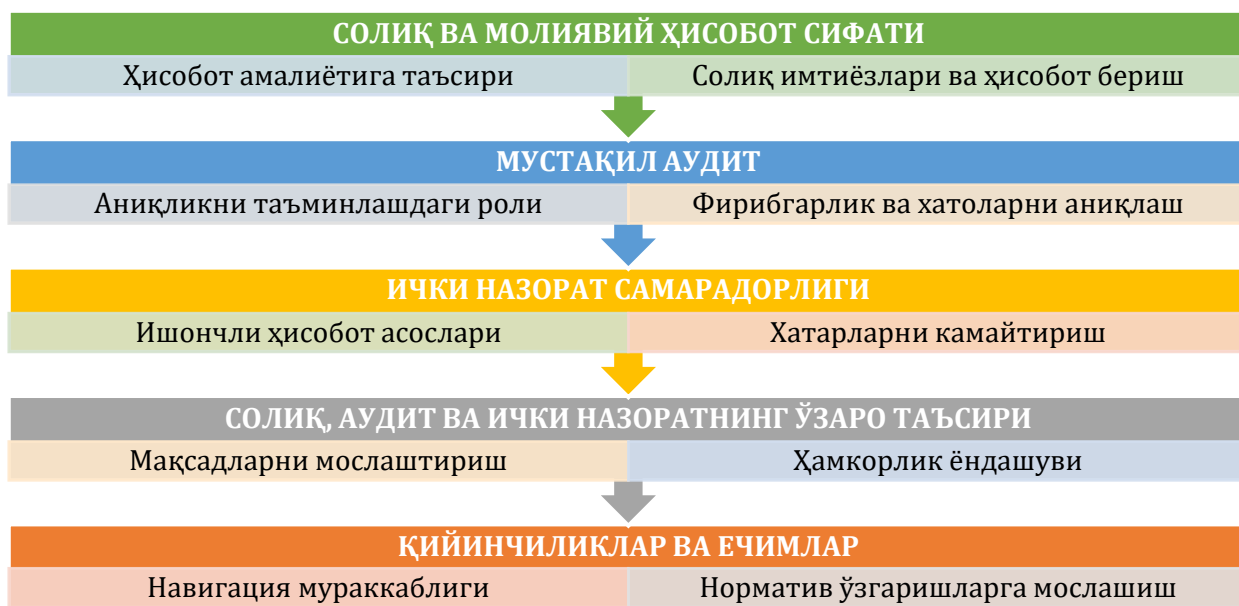 СОЛИҚ ВА МОЛИЯВИЙ ҲИСОБОТ СИФАТИ
Ҳисобот амалиётига таъсири
Солиқ имтиёзлари ва ҳисобот бериш
МУСТАҚИЛ АУДИТ
Аниқликни таъминлашдаги роли
Фирибгарлик ва хатоларни аниқлаш
ИЧКИ НАЗОРАТ САМАРАДОРЛИГИ
Ишончли ҳисобот асослари
Хатарларни камайтириш
СОЛИҚ, АУДИТ ВА ИЧКИ НАЗОРАТНИНГ ЎЗАРО ТАЪСИРИ
Мақсадларни мослаштириш
Ҳамкорлик ёндашуви
ҚИЙИНЧИЛИКЛАР ВА ЕЧИМЛАР
Навигация мураккаблиги
Норматив ўзгаришларга мослашиш